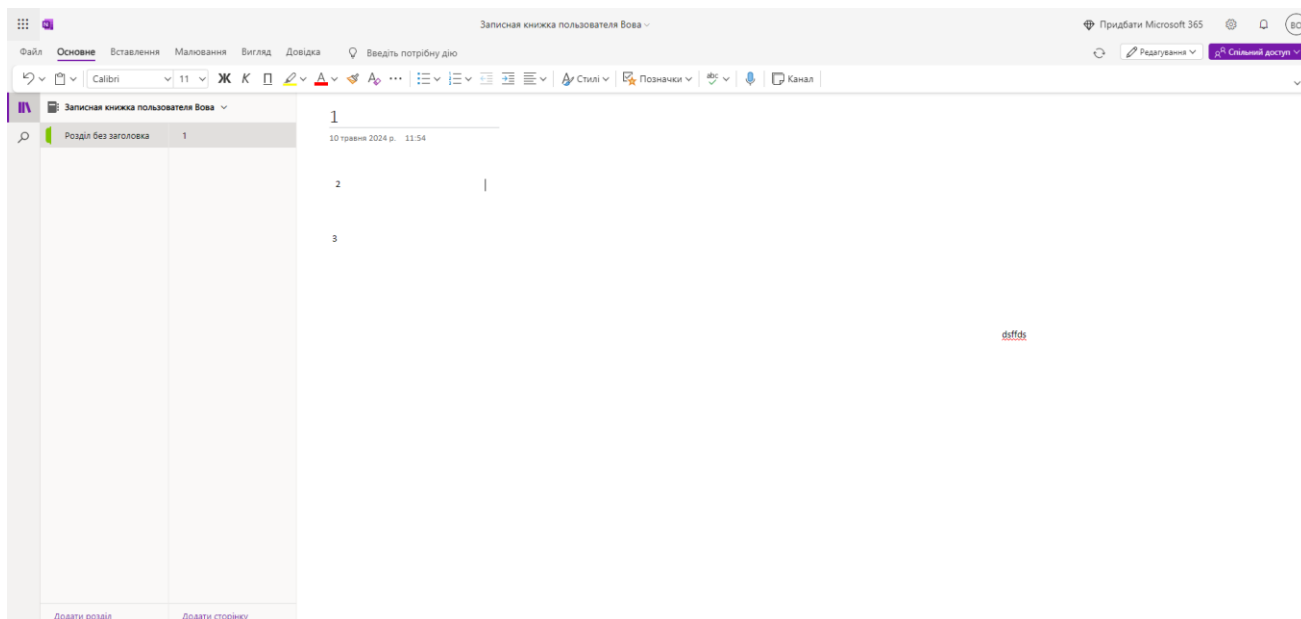 Записная книжка пользователя Вова
Придбати Microsoft 365
ВО
Файл Основне Вставлення Малювання Вигляд Довідка Введіть потрібну дію
Редагування Спільний доступ
Calibri 11 Ж К П А Стилі Позначки abc Канал
Записная книжка пользователя Вова
Розділ без заголовка 1
1
10 травня 2024 р. 11:54
2
3
dsffds
Додати розділ Додати сторінку